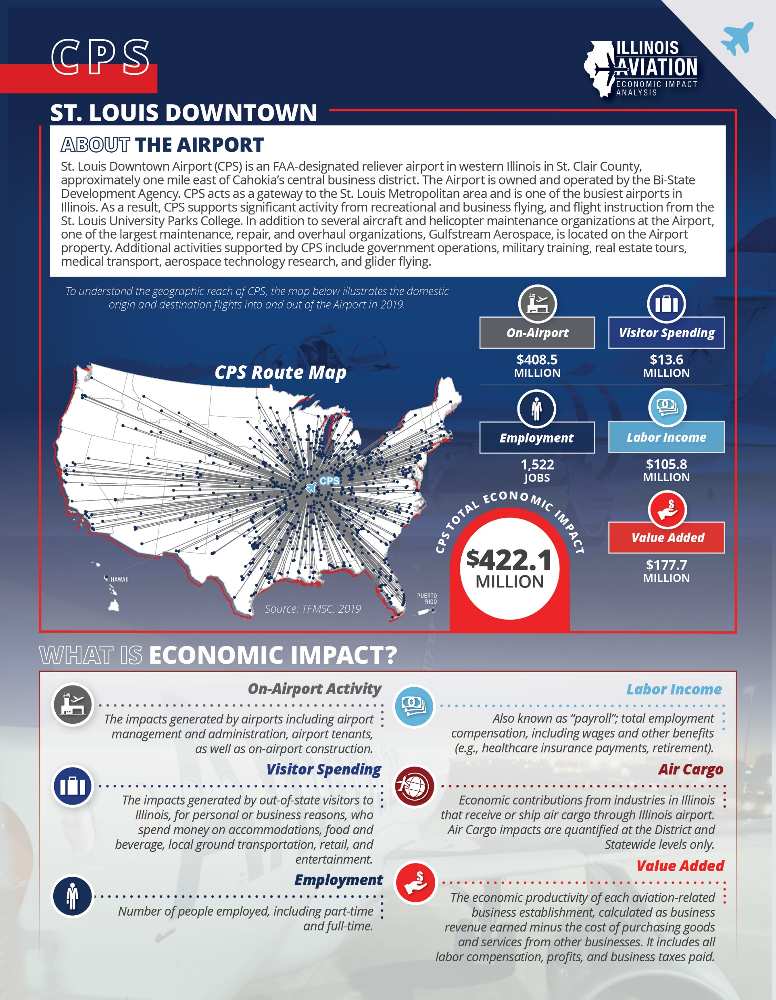 CPS
ILLINOIS
AVIATION
ECONOMIC IMPACT
ANALYSIS
ST. LOUIS DOWNTOWN
ABOUT THE AIRPORT
St. Louis Downtown Airport (CPS) is an FAA-designated reliever airport in western Illinois in St. Clair County,
approximately one mile east of Cahokia’s central business district. The Airport is owned and operated by the Bi-State
Development Agency. CPS acts as a gateway to the St. Louis Metropolitan area and is one of the busiest airports in
Illinois. As a result, CPS supports significant activity from recreational and business flying, and flight instruction from the
St. Louis University Parks College. In addition to several aircraft and helicopter maintenance organizations at the Airport,
one of the largest maintenance, repair, and overhaul organizations, Gulfstream Aerospace, is located on the Airport
property. Additional activities supported by CPS include government operations, military training, real estate tours,
medical transport, aerospace technology research, and glider flying.
To understand the geographic reach of CPS, the map below illustrates the domestic
origin and destination flights into and out of the Airport in 2019.
CPS Route Map
CPS
HAWAII
PUERTO
RICO
Source: TFMSC, 2019
On-Airport
$408.5
MILLION
Visitor Spending
$13.6
MILLION
Employment
1,522
JOBS
Labor Income
$105.8
MILLION
CPS TOTAL ECONOMIC IMPACT
$422.1
MILLION
Value Added
$177.7
MILLION
WHAT IS ECONOMIC IMPACT?
On-Airport Activity
The impacts generated by airports including airport
management and administration, airport tenants,
as well as on-airport construction.
Visitor Spending
The impacts generated by out-of-state visitors to
Illinois, for personal or business reasons, who
spend money on accommodations, food and
beverage, local ground transportation, retail, and
entertainment.
Employment
Number of people employed, including part-time
and full-time.
Labor Income
Also known as “payroll”; total employment
compensation, including wages and other benefits
(e.g., healthcare insurance payments, retirement).
Air Cargo
Economic contributions from industries in Illinois
that receive or ship air cargo through Illinois airport.
Air Cargo impacts are quantified at the District and
Statewide levels only.
Value Added
The economic productivity of each aviation-related
business establishment, calculated as business
revenue earned minus the cost of purchasing goods
and services from other businesses. It includes all
labor compensation, profits, and business taxes paid.